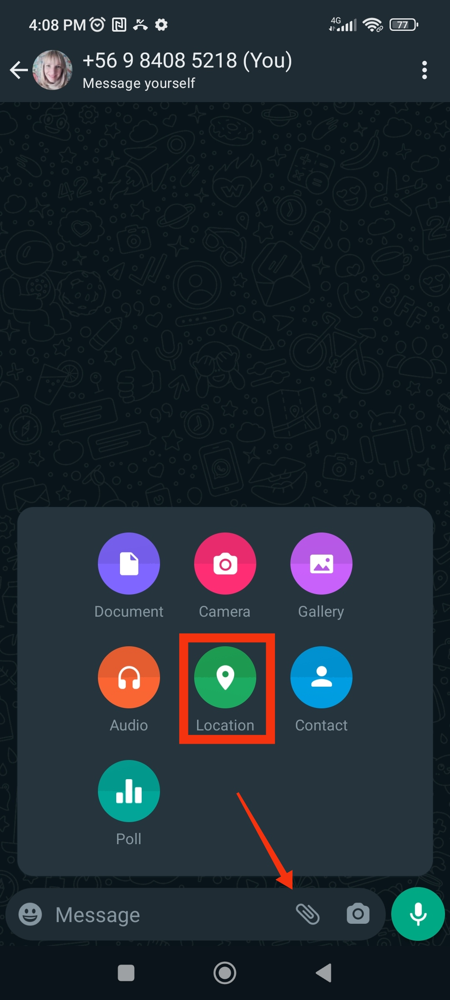 4:08 PM
4G
77
+56 9 8408 5218 (You)
Message yourself
Document
Camera
Gallery
Audio
Location
Contact
Poll
Message